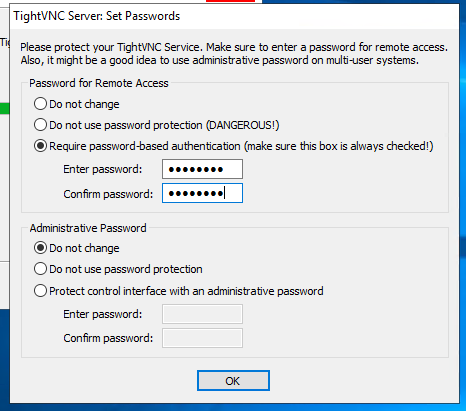 TightVNC Server: Set Passwords
Please protect your TightVNC Service. Make sure to enter a password for remote access.
Also, it might be a good idea to use administrative password on multi-user systems.
Password for Remote Access
Do not change
Do not use password protection (DANGEROUS!)
Require password-based authentication (make sure this box is always checked!)
Enter password: ●●●●●●●●
Confirm password: ●●●●●●●●
Administrative Password
Do not change
Do not use password protection
Protect control interface with an administrative password
Enter password:
Confirm password:
OK